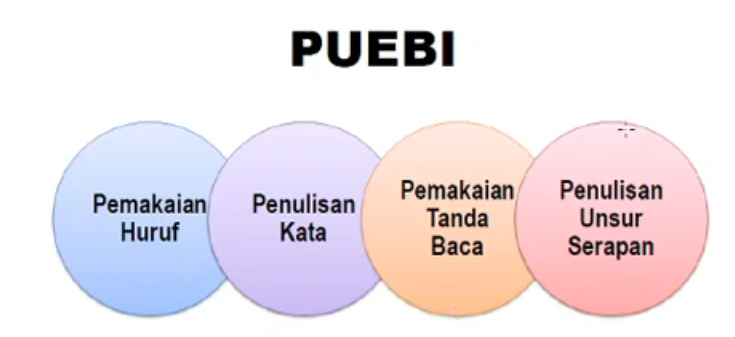 PUEBI
Pemakaian
Huruf
Penulisan
Kata
Pemakaian
Tanda
Baca
Penulisan
Unsur
Serapan